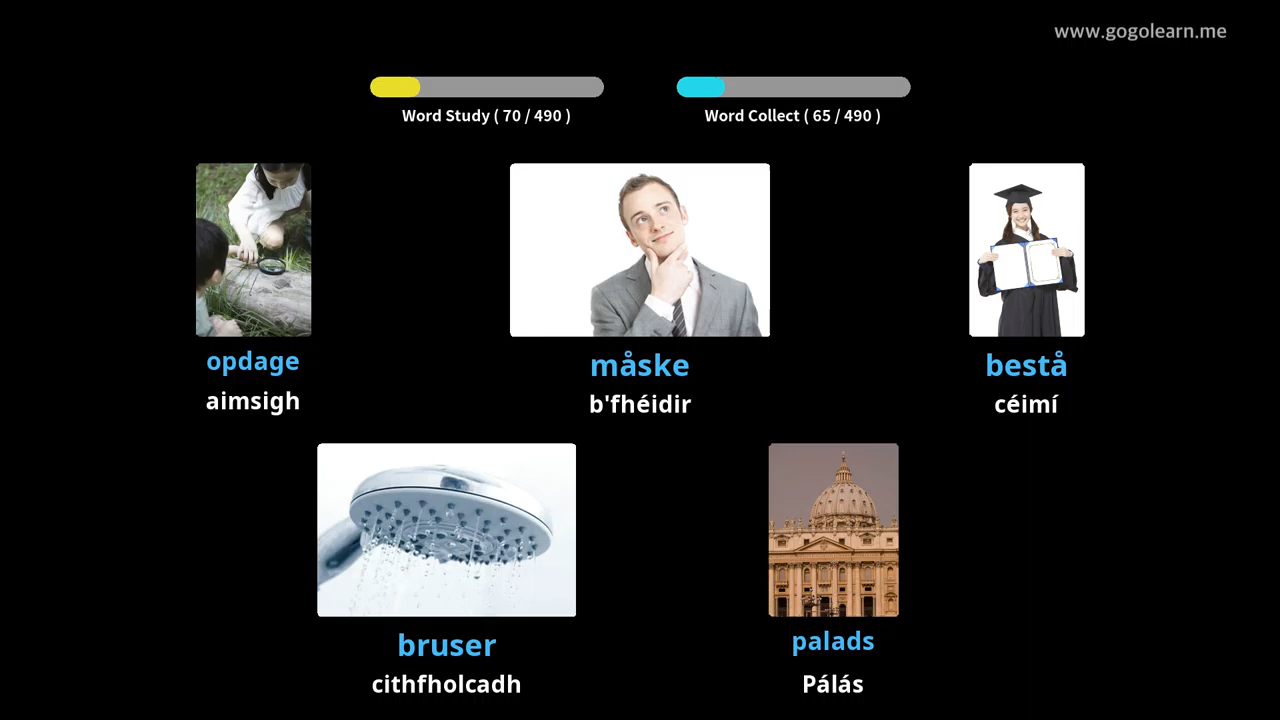 www.gogolearn.me
Word Study ( 70 / 490 )
Word Collect ( 65 / 490 )
opdage
aimsigh
måske
b'fhéidir
bestå
céimí
bruser
cithfholcadh
palads
Pálás